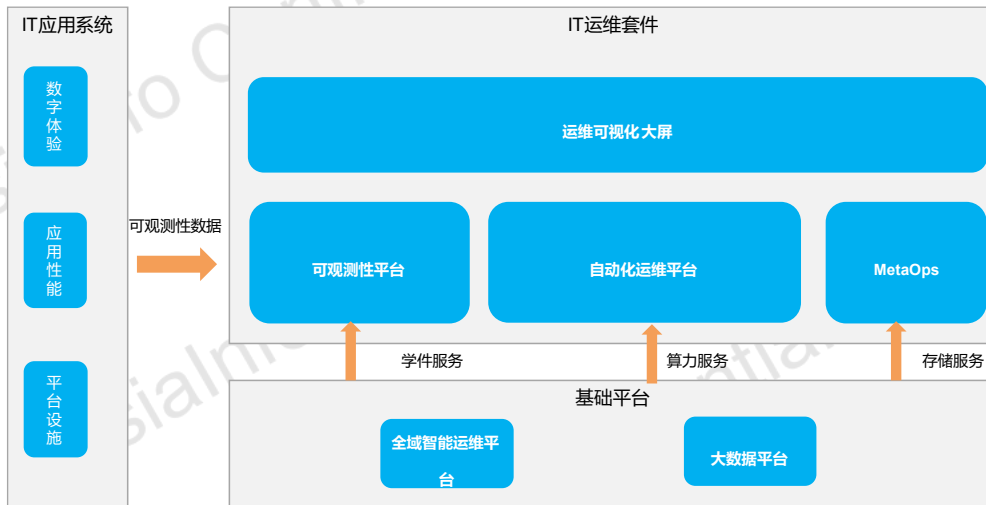 IT应用系统
数
字
体
验
应
用
性
能
平
台
设
施
可观测性数据
IT运维套件
运维可视化大屏
可观测性平台
自动化运维平台
MetaOps
学件服务
算力服务
存储服务
基础平台
全域智能运维平
台
大数据平台